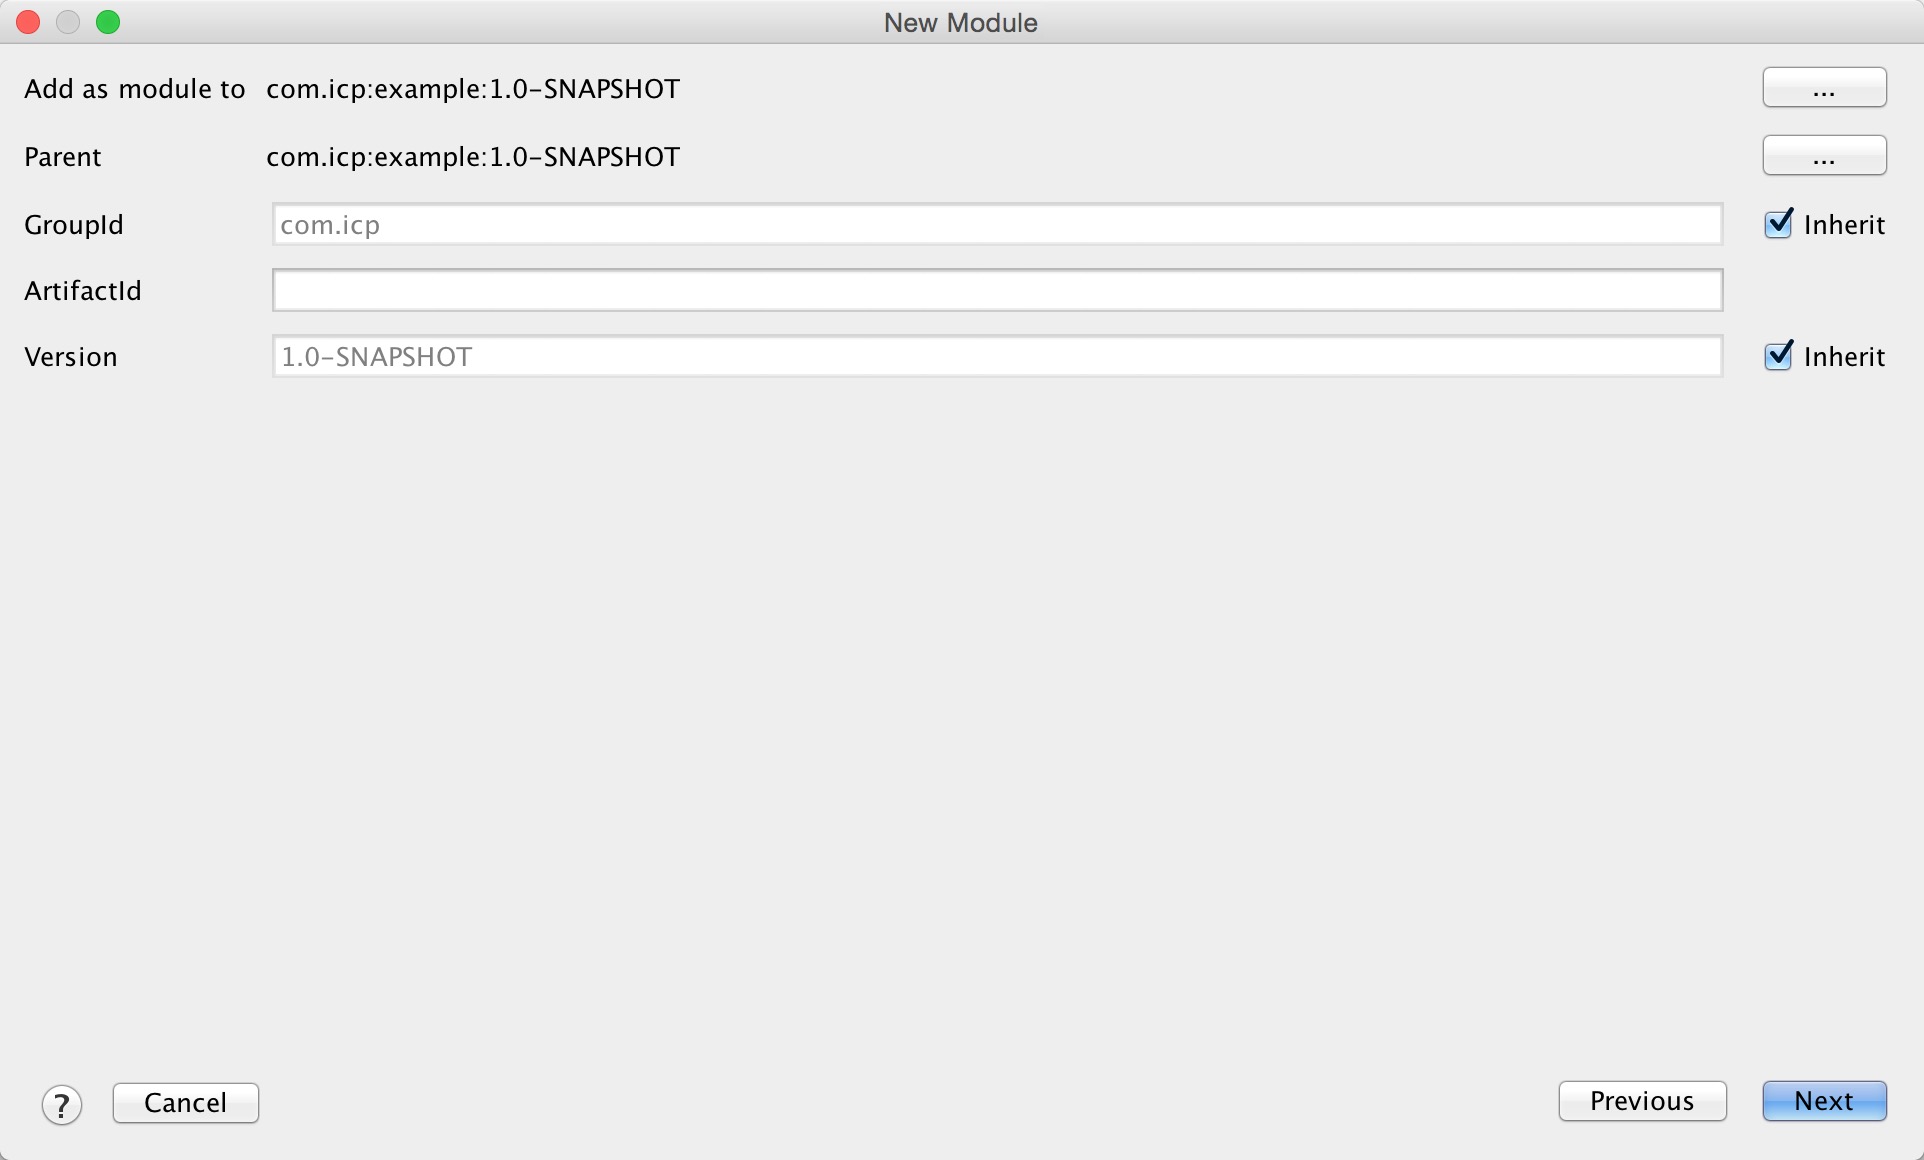 New Module
Add as module to com.icp:example:1.0-SNAPSHOT ...
Parent com.icp:example:1.0-SNAPSHOT ...
GroupId com.icp Inherit
ArtifactId
Version 1.0-SNAPSHOT Inherit
? Cancel Previous Next